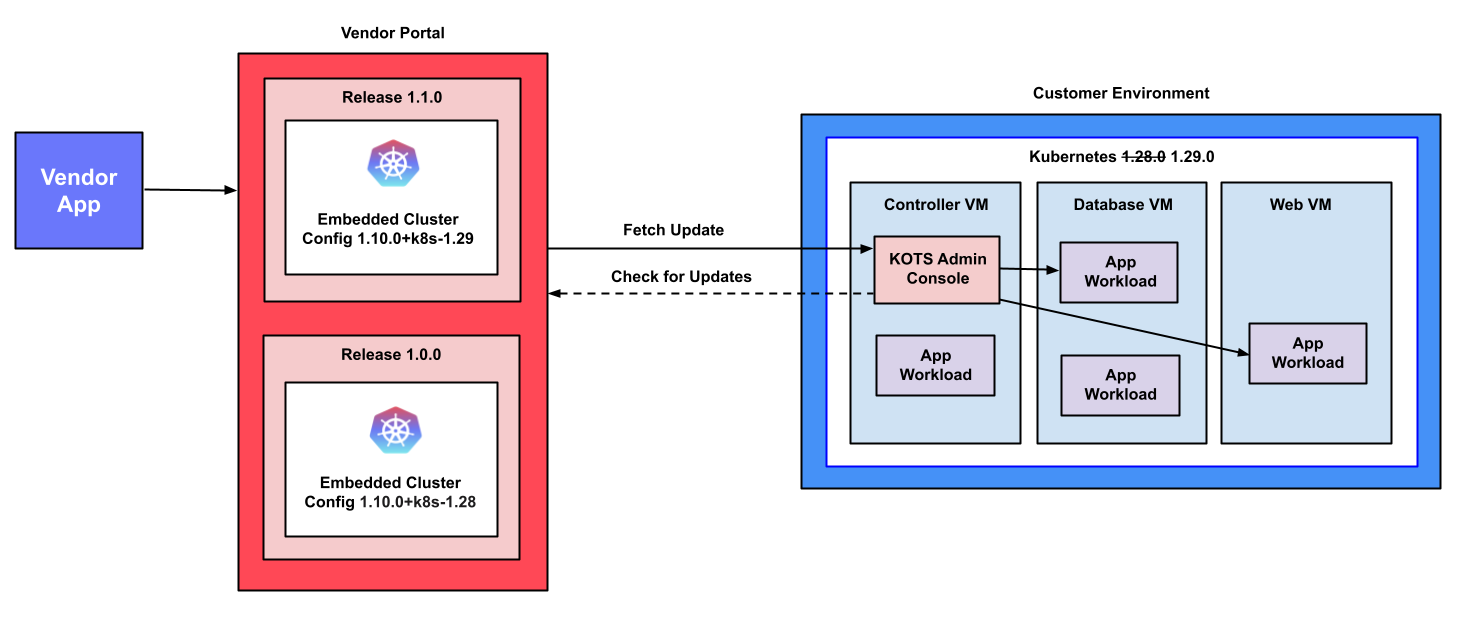 Vendor Portal
Release 1.1.0
Embedded Cluster
Config 1.10.0+k8s-1.29
Release 1.0.0
Embedded Cluster
Config 1.10.0+k8s-1.28
Vendor
App
Fetch Update
Check for Updates
Customer Environment
Kubernetes 1.28.0 1.29.0
Controller VM
KOTS Admin
Console
App
Workload
Database VM
App
Workload
App
Workload
Web VM
App
Workload